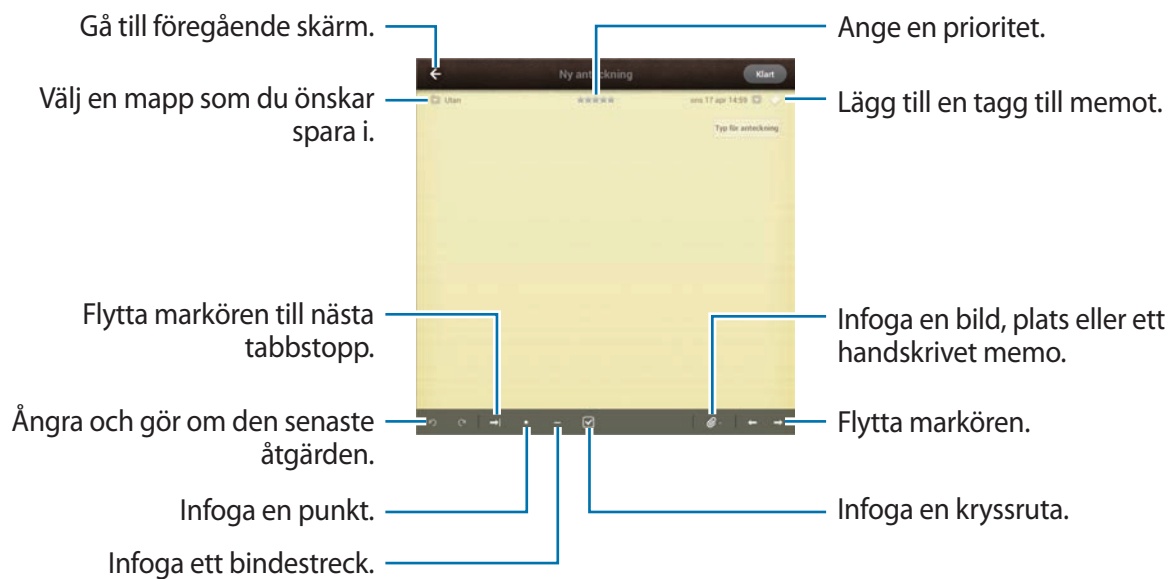 Gå till föregående skärm.
Ange en prioritet.
Ny anteckning
Klart
Välj en mapp som du önskar
spara i.
Utan
ons 17 apr 14:59
Lägg till en tagg till memot.
Typ för anteckning
Flytta markören till nästa
tabbstopp.
Infoga en bild, plats eller ett
handskrivet memo.
Ångra och gör om den senaste
åtgärden.
Flytta markören.
Infoga en punkt.
Infoga en kryssruta.
Infoga ett bindestreck.